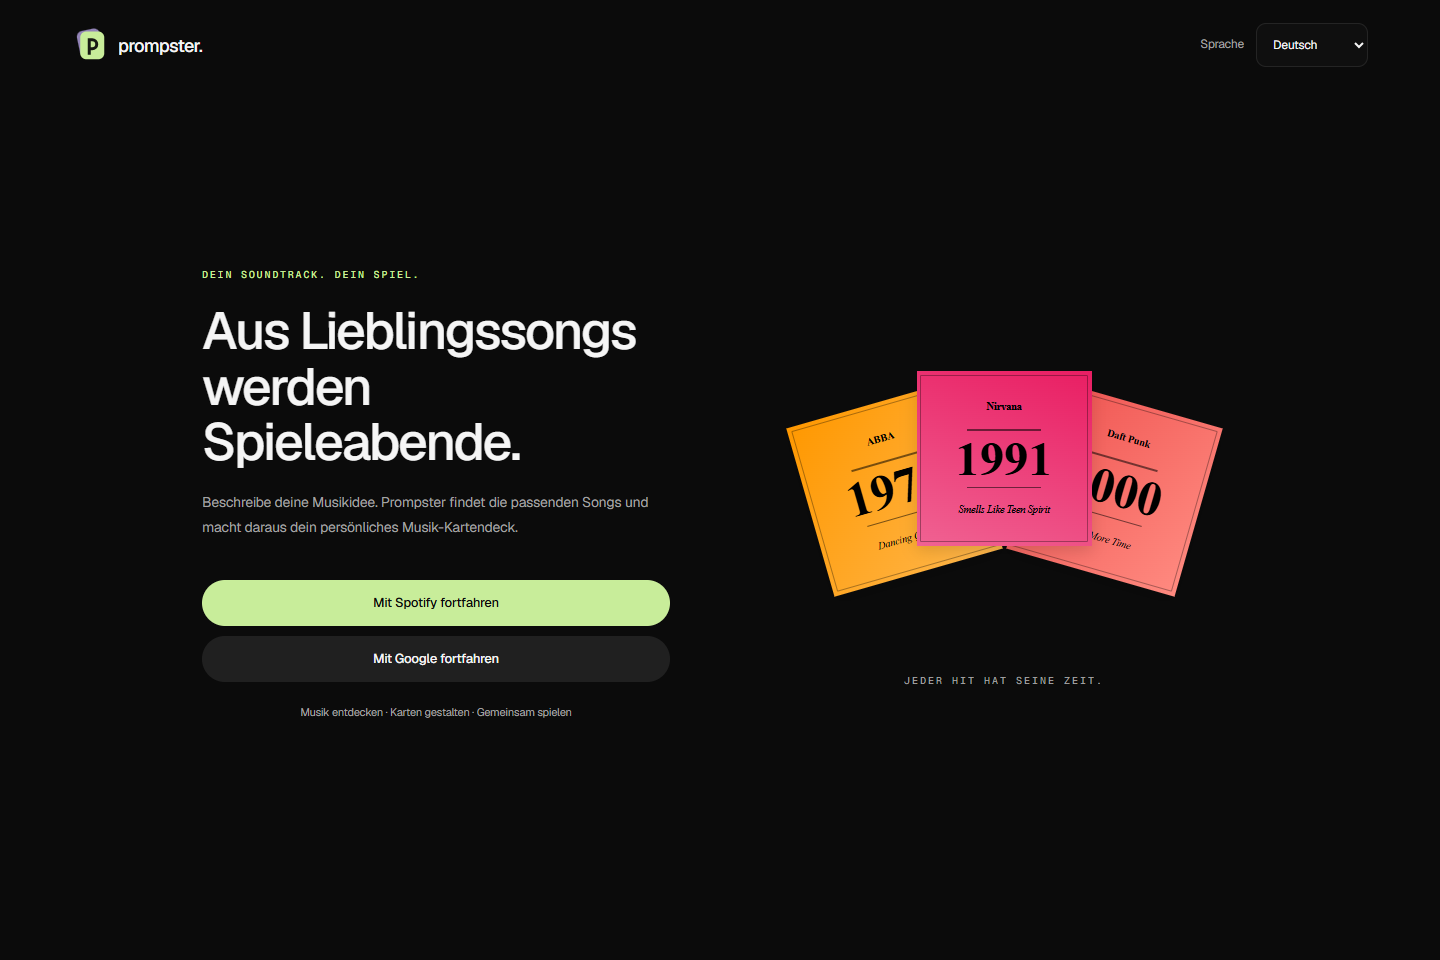 P
prompster.
Sprache
Deutsch
DEIN SOUNDTRACK. DEIN SPIEL.
Aus Lieblingssongs
werden
Spieleabende.
Beschreibe deine Musikidee. Prompster findet die passenden Songs und
macht daraus dein persönliches Musik-Kartendeck.
Mit Spotify fortfahren
Mit Google fortfahren
Musik entdecken · Karten gestalten · Gemeinsam spielen
ABBA
197
Dancing
Nirvana
1991
Smells Like Teen Spirit
Daft Punk
000
More Time
JEDER HIT HAT SEINE ZEIT.